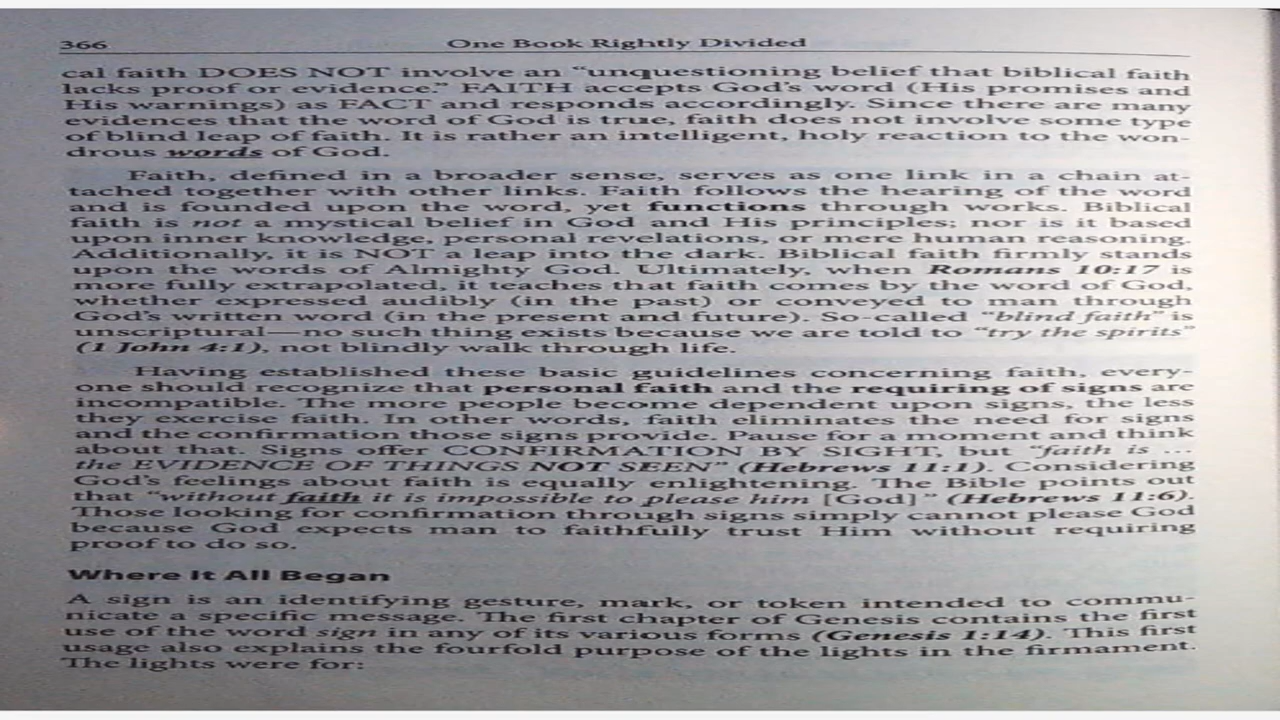 366 One Book Rightly Divided
cal faith DOES NOT involve an "unquestioning belief that biblical faith
lacks proof or evidence." FAITH accepts God's word (His promises and
His warnings) as FACT and responds accordingly. Since there are many
evidences that the word of God is true, faith does not involve some type
of blind leap of faith. It is rather an intelligent, holy reaction to the won-
drous words of God.
Faith, defined in a broader sense, serves as one link in a chain at-
tached together with other links. Faith follows the hearing of the word
and is founded upon the word, yet functions through works. Biblical
faith is not a mystical belief in God and His principles; nor is it based
upon inner knowledge, personal revelations, or mere human reasoning.
Additionally, it is NOT a leap into the dark. Biblical faith firmly stands
upon the words of Almighty God. Ultimately, when Romans 10:17 is
more fully extrapolated, it teaches that faith comes by the word of God,
whether expressed audibly (in the past) or conveyed to man through
God's written word (in the present and future). So-called "blind faith" is
unscriptural—no such thing exists because we are told to "try the spirits"
(1 John 4:1), not blindly walk through life.
Having established these basic guidelines concerning faith, every-
one should recognize that personal faith and the requiring of signs are
incompatible. The more people become dependent upon signs, the less
they exercise faith. In other words, faith eliminates the need for signs
and the confirmation those signs provide. Pause for a moment and think
about that. Signs offer CONFIRMATION BY SIGHT, but "faith is ...
the EVIDENCE OF THINGS NOT SEEN" (Hebrews 11:1). Considering
God's feelings about faith is equally enlightening. The Bible points out
that "without faith it is impossible to please him [God]" (Hebrews 11:6).
Those looking for confirmation through signs simply cannot please God
because God expects man to faithfully trust Him without requiring
proof to do so.
Where It All Began
A sign is an identifying gesture, mark, or token intended to commu-
nicate a specific message. The first chapter of Genesis contains the first
use of the word sign in any of its various forms (Genesis 1:14). This first
usage also explains the fourfold purpose of the lights in the firmament.
The lights were for: